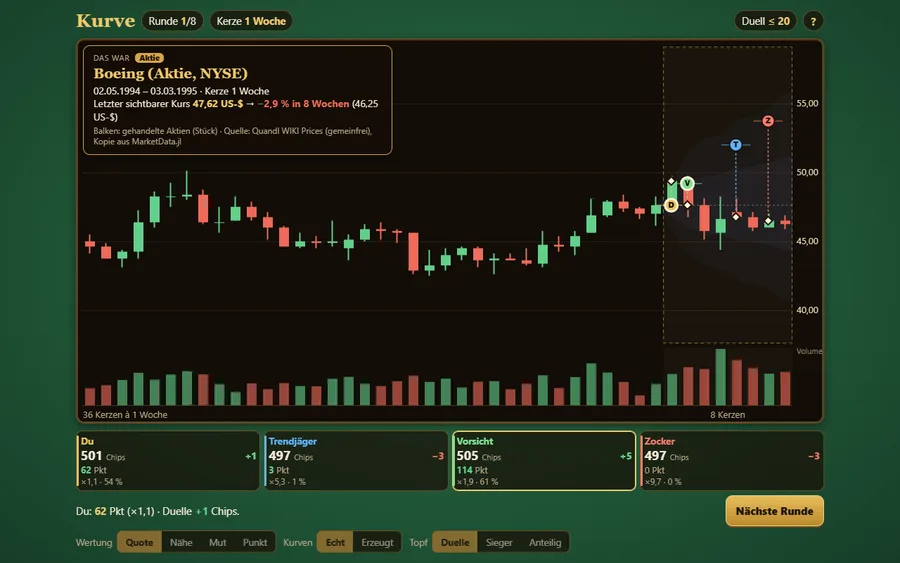 Kurve Runde 1/8 Kerze 1 Woche Duell ≤ 20 ?
DAS WAR Aktie
Boeing (Aktie, NYSE)
02.05.1994 – 03.03.1995 · Kerze 1 Woche
Letzter sichtbarer Kurs 47,62 US-$ → −2,9 % in 8 Wochen (46,25
US-$)
Balken: gehandelte Aktien (Stück) · Quelle: Quandl WIKI Prices (gemeinfrei),
Kopie aus MarketData.jl
55,00
Z
T
50,00
V
D
45,00
40,00
Volumen
36 Kerzen à 1 Woche 8 Kerzen
Du Trendjäger Vorsicht Zocker
501 Chips +1 497 Chips −3 505 Chips +5 497 Chips −3
62 Pkt 3 Pkt 114 Pkt 0 Pkt
×1,1 · 54 % ×5,3 · 1 % ×1,9 · 61 % ×9,7 · 0 %
Du: 62 Pkt (×1,1) · Duelle +1 Chips. Nächste Runde
Wertung Quote Nähe Mut Punkt Kurven Echt Erzeugt Topf Duelle Sieger Anteilig